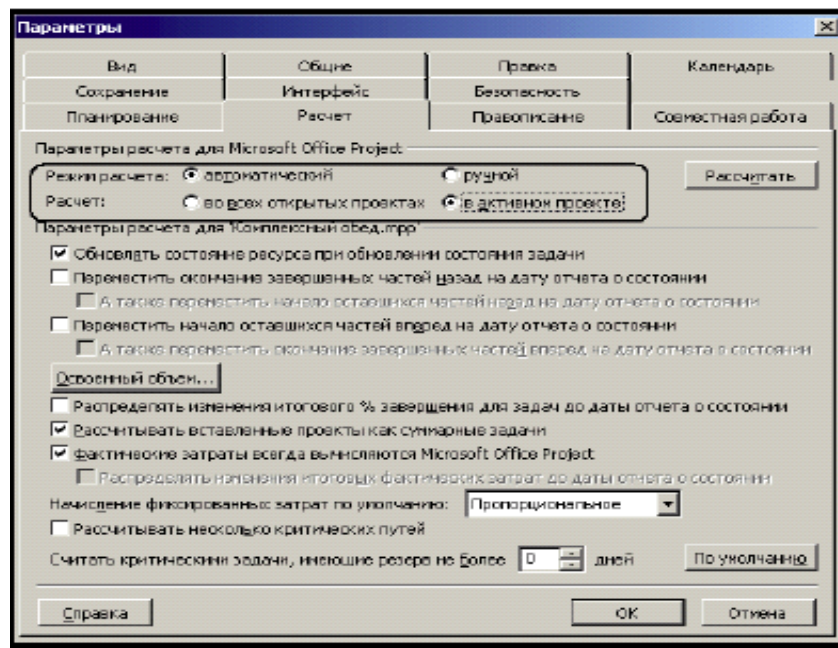 Параметры
Вид Общие Правка Календарь
Сохранение Интерфейс Безопасность
Планирование Расчет Правописание Совместная работа
Параметры расчета для Microsoft Office Project
Режим расчета: автоматический ручной Рассчитать
Расчет: во всех открытых проектах в активном проекте
Параметры расчета для 'Комплексный обед.mpp'
Обновлять состояние ресурса при обновлении состояния задачи
Переместить окончание завершенных частей назад на дату отчета о состоянии
А также переместить начало оставшихся частей назад на дату отчета о состоянии
Переместить начало оставшихся частей вперед на дату отчета о состоянии
А также переместить окончание завершенных частей вперед на дату отчета о состоянии
Освоенный объем...
Распределять изменения итогового % завершения для задач до даты отчета о состоянии
Рассчитывать вставленные проекты как суммарные задачи
Фактические затраты всегда вычисляются Microsoft Office Project
Распределять изменения итоговых фактических затрат до даты отчета о состоянии
Начисление фиксированных затрат по умолчанию: Пропорциональное
Рассчитывать несколько критических путей
Считать критическими задачи, имеющие резерв не более 0 дней По умолчанию
Справка ОК Отмена